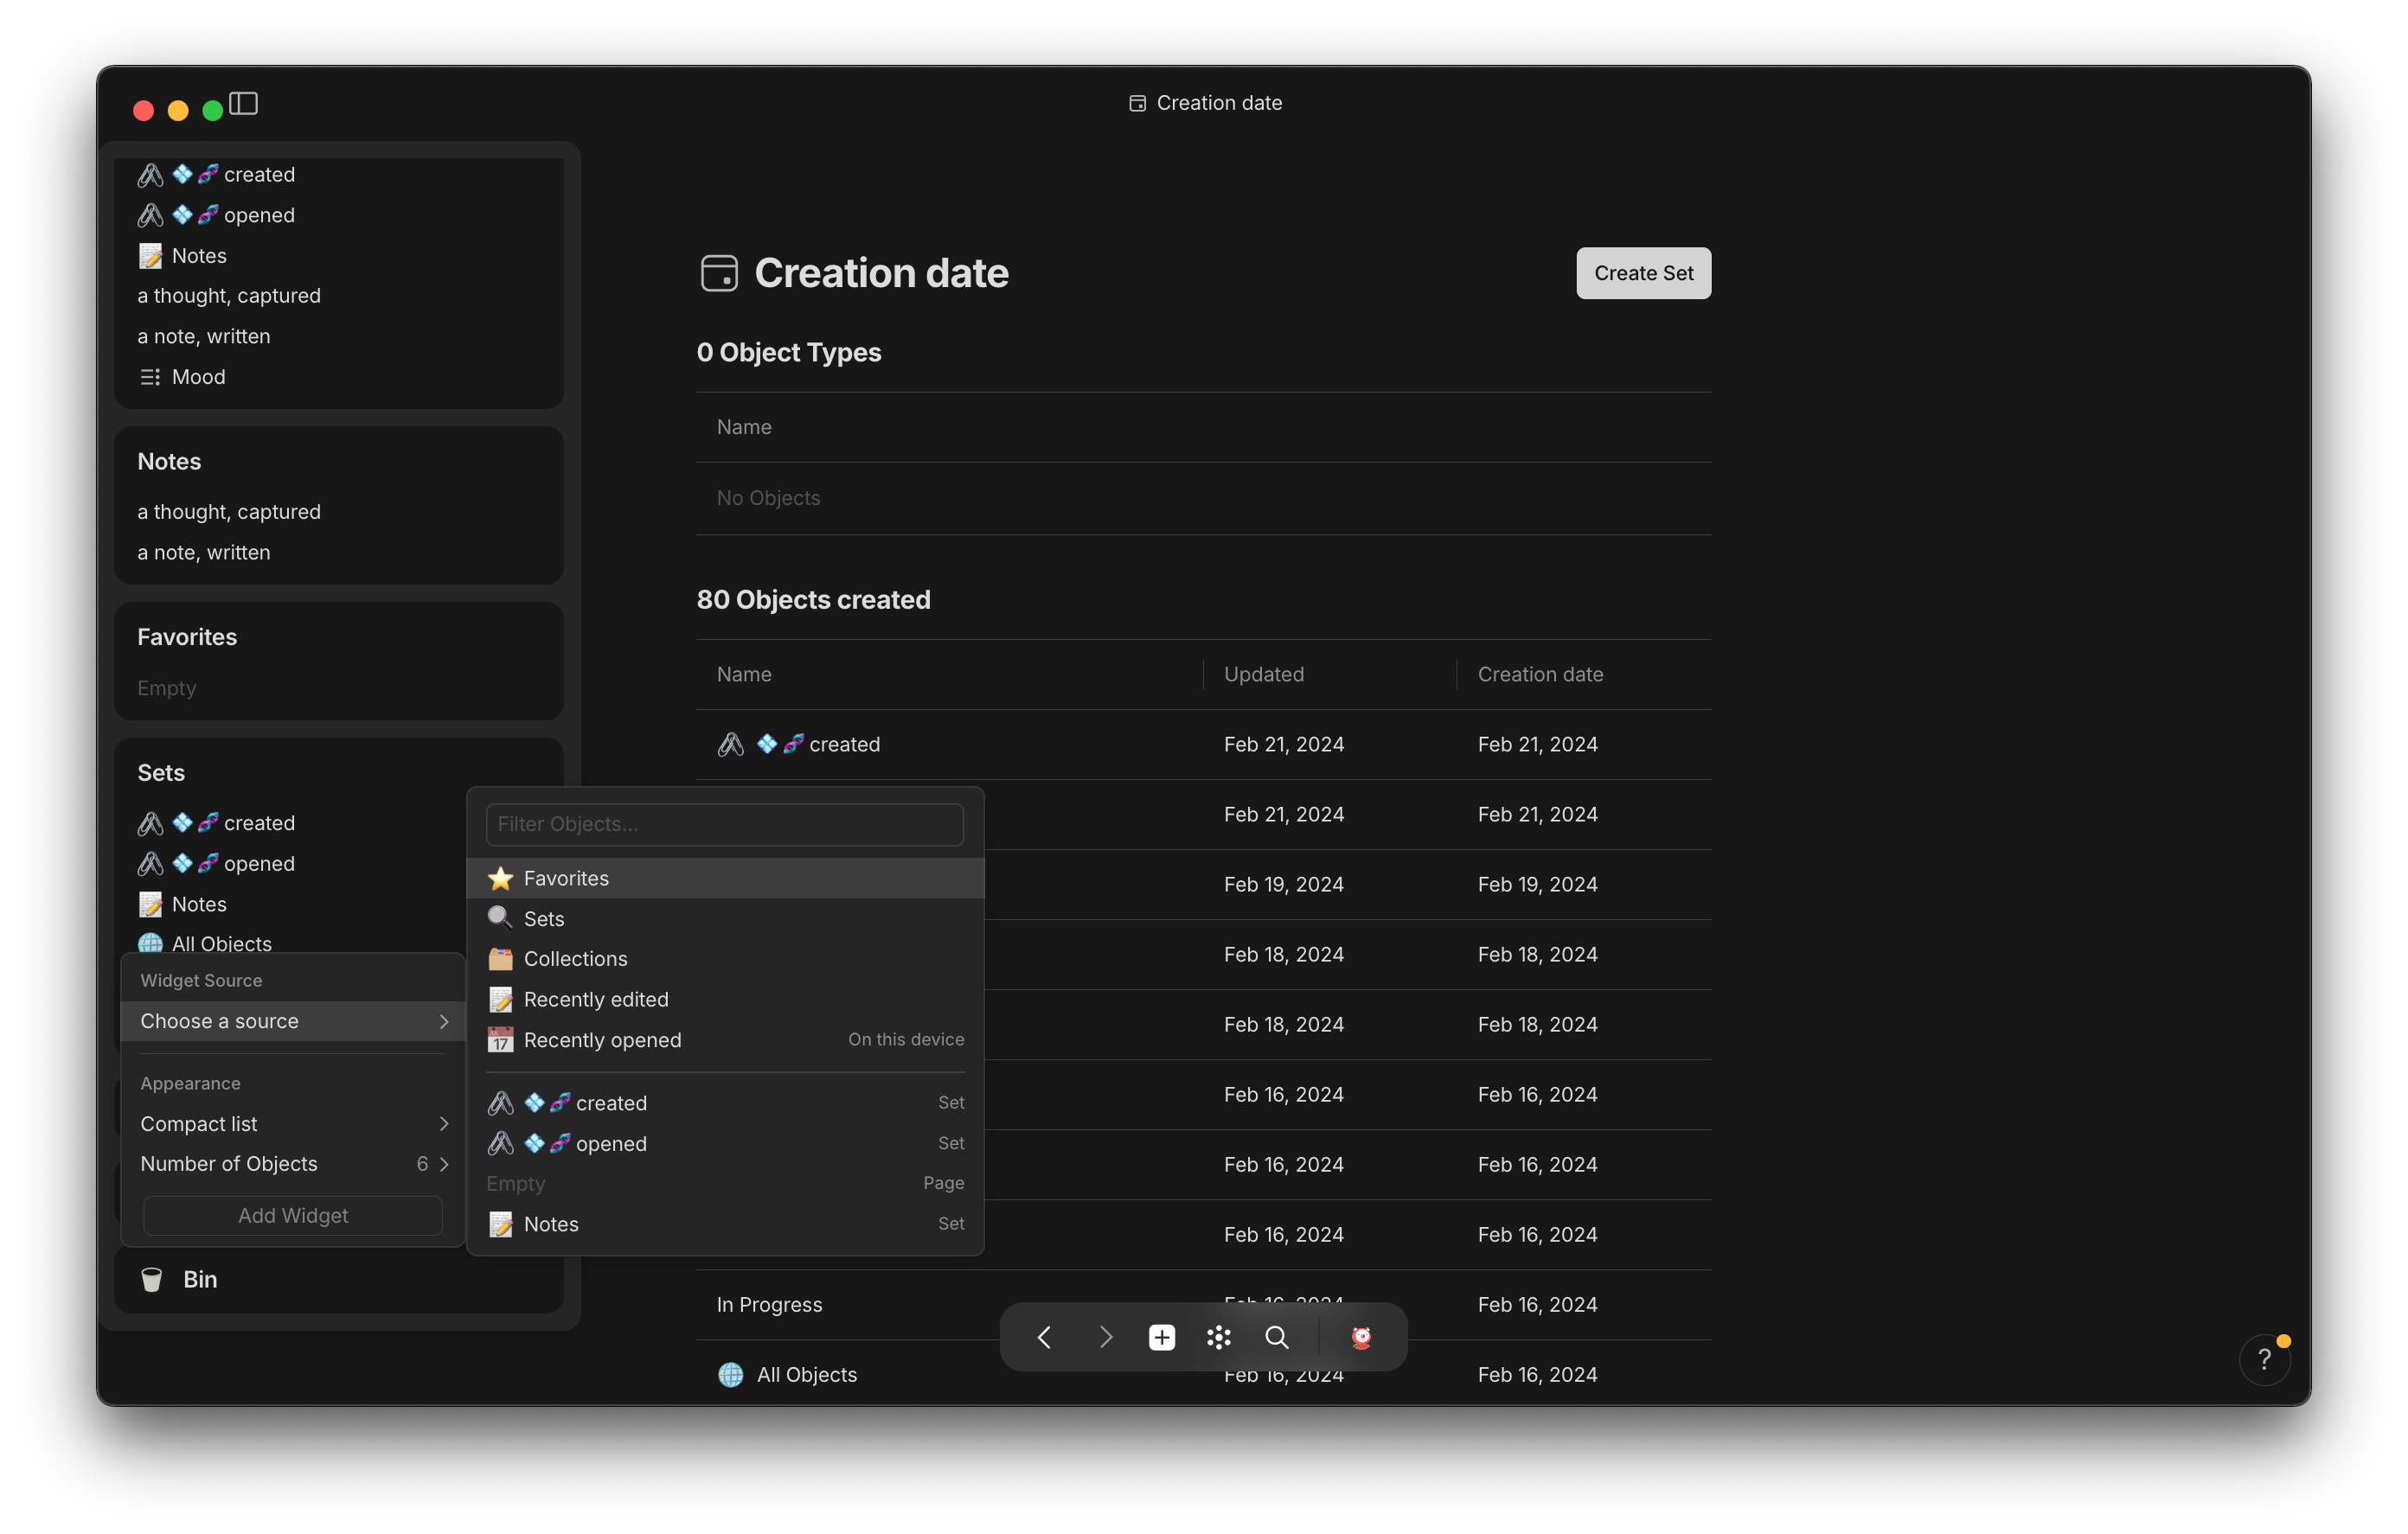 Creation date
created
opened
Notes
a thought, captured
a note, written
Mood
Notes
a thought, captured
a note, written
Favorites
Empty
Sets
created
opened
Notes
All Objects
Widget Source
Choose a source
Appearance
Compact list
Number of Objects 6
Add Widget
Bin
Filter Objects...
Favorites
Sets
Collections
Recently edited
17 Recently opened On this device
created Set
opened Set
Empty Page
Notes Set
Creation date Create Set
0 Object Types
Name
No Objects
80 Objects created
Name Updated Creation date
created Feb 21, 2024 Feb 21, 2024
Feb 21, 2024 Feb 21, 2024
Feb 19, 2024 Feb 19, 2024
Feb 18, 2024 Feb 18, 2024
Feb 18, 2024 Feb 18, 2024
Feb 16, 2024 Feb 16, 2024
Feb 16, 2024 Feb 16, 2024
Feb 16, 2024 Feb 16, 2024
In Progress Feb 16, 2024 Feb 16, 2024
All Objects Feb 16, 2024 Feb 16, 2024
?